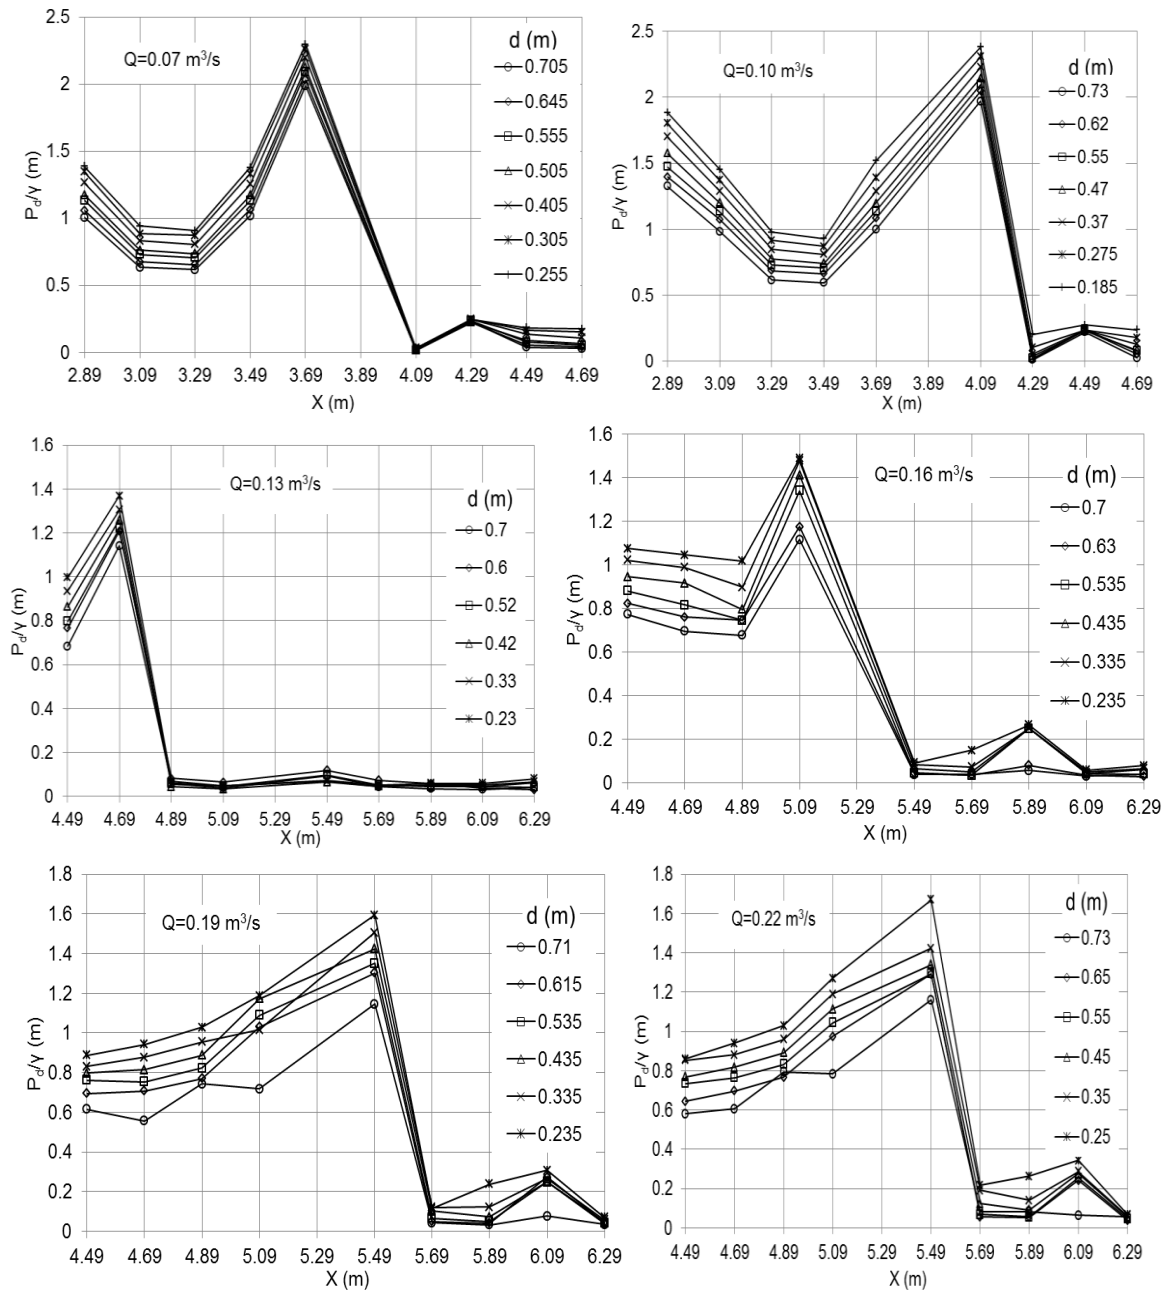 Q=0.07 m³/s
d (m)
0.705
0.645
0.555
0.505
0.405
0.305
0.255
2.5
2
1.5
1
0.5
0
P_d/γ (m)
2.89 3.09 3.29 3.49 3.69 3.89 4.09 4.29 4.49 4.69
X (m)
Q=0.10 m³/s
d (m)
0.73
0.62
0.55
0.47
0.37
0.275
0.185
2.5
2
1.5
1
0.5
0
P_d/γ (m)
2.89 3.09 3.29 3.49 3.69 3.89 4.09 4.29 4.49 4.69
X (m)
Q=0.13 m³/s
d (m)
0.7
0.6
0.52
0.42
0.33
0.23
1.6
1.4
1.2
1
0.8
0.6
0.4
0.2
0
P_d/γ (m)
4.49 4.69 4.89 5.09 5.29 5.49 5.69 5.89 6.09 6.29
X (m)
Q=0.16 m³/s
d (m)
0.7
0.63
0.535
0.435
0.335
0.235
1.6
1.4
1.2
1
0.8
0.6
0.4
0.2
0
P_d/γ (m)
4.49 4.69 4.89 5.09 5.29 5.49 5.69 5.89 6.09 6.29
X (m)
Q=0.19 m³/s
d (m)
0.71
0.615
0.535
0.435
0.335
0.235
1.8
1.6
1.4
1.2
1
0.8
0.6
0.4
0.2
0
P_d/γ (m)
4.49 4.69 4.89 5.09 5.29 5.49 5.69 5.89 6.09 6.29
X (m)
Q=0.22 m³/s
d (m)
0.73
0.65
0.55
0.45
0.35
0.25
1.8
1.6
1.4
1.2
1
0.8
0.6
0.4
0.2
0
P_d/γ (m)
4.49 4.69 4.89 5.09 5.29 5.49 5.69 5.89 6.09 6.29
X (m)